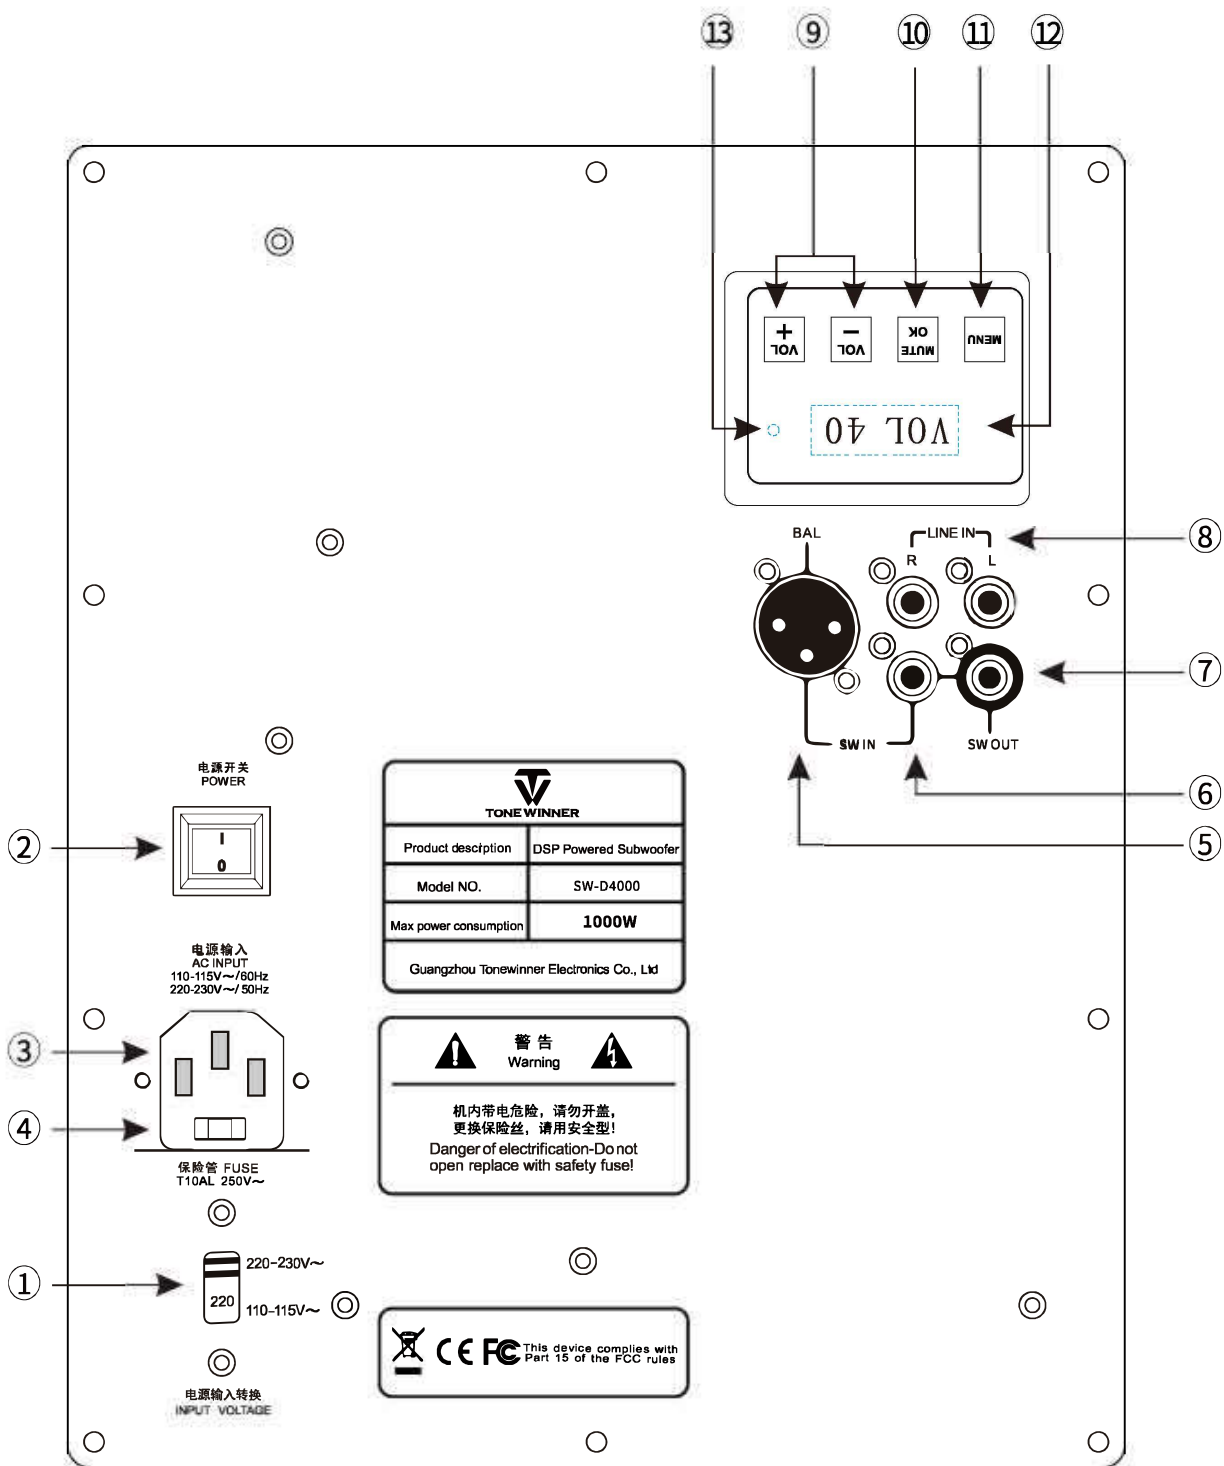 ⑬ ⑨ ⑩ ⑪ ⑫
VOL + VOL − MUTE OK MENU
VOL 40
BAL
LINE IN
R L
⑧
⑦
SW IN
SW OUT
⑥
⑤
电源开关
POWER
I
0
②
TONEWINNER
Product desciption DSP Powered Subwoofer
Model NO. SW-D4000
Max power consumption 1000W
Guangzhou Tonewinner Electronics Co., Ltd
电源输入
AC INPUT
110-115V～/60Hz
220-230V～/50Hz
③
④
保险管 FUSE
T10AL 250V～
警告
Warning
机内带电危险，请勿开盖，
更换保险丝，请用安全型！
Danger of electrification-Do not
open replace with safety fuse!
①
220-230V～
220
110-115V～
电源输入转换
INPUT VOLTAGE
CE FC This device complies with
Part 15 of the FCC rules